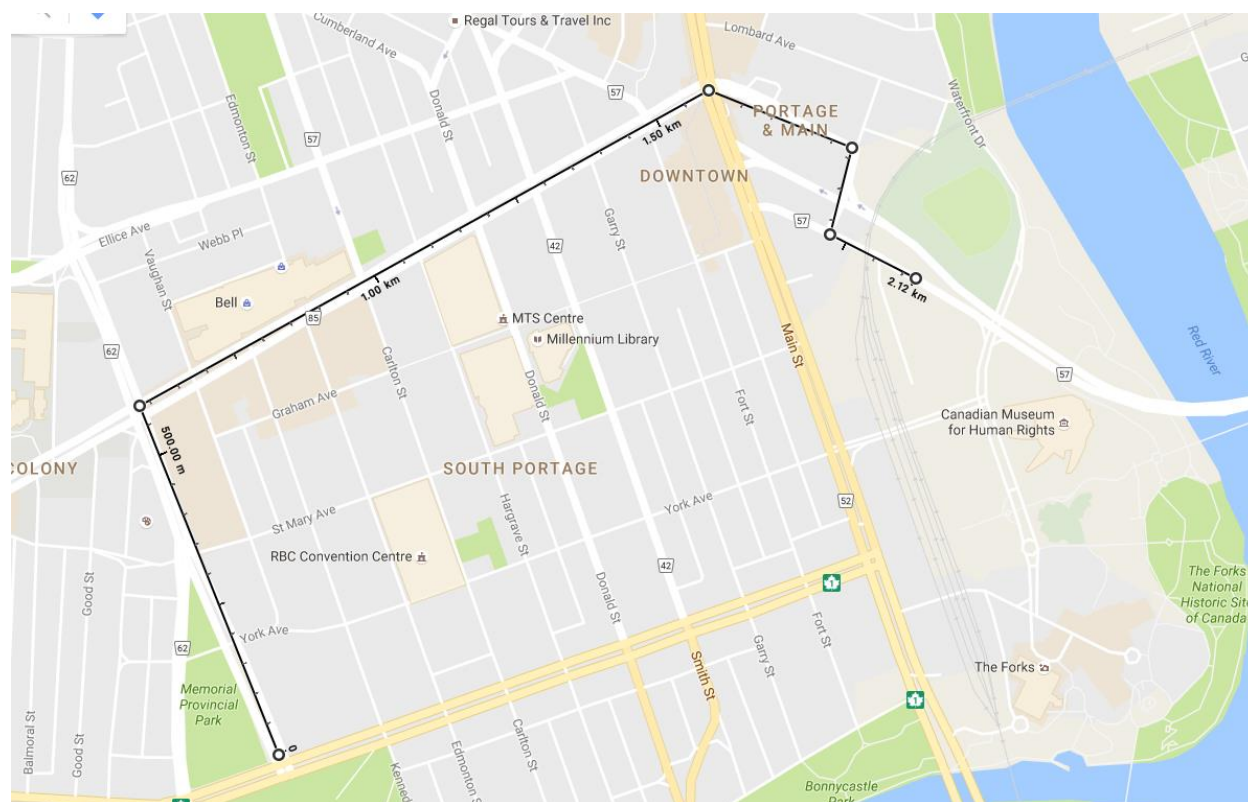 Regal Tours & Travel Inc
Cumberland Ave
Lombard Ave
Edmonton St
Donald St
57
57
PORTAGE
& MAIN
Waterfront Dr
1.50 km
62
DOWNTOWN
Ellice Ave
Webb Pl
Garry St
57
42
Vaughan St
Bell
1.00 km
2.12 km
85
MTS Centre
Millennium Library
Main St
Red River
62
Carlton St
Donald St
57
Graham Ave
Fort St
Canadian Museum
for Human Rights
500.00 m
COLONY
SOUTH PORTAGE
York Ave
52
St Mary Ave
Hargrave St
RBC Convention Centre
42
1
Good St
Donald St
The Forks
National
Historic Site
of Canada
York Ave
62
Fort St
Garry St
Smith St
The Forks
Memorial
Provincial
Park
1
0
Balmoral St
Good St
Carlton St
Edmonton S
Kenned
Bonnycastle
Park
1